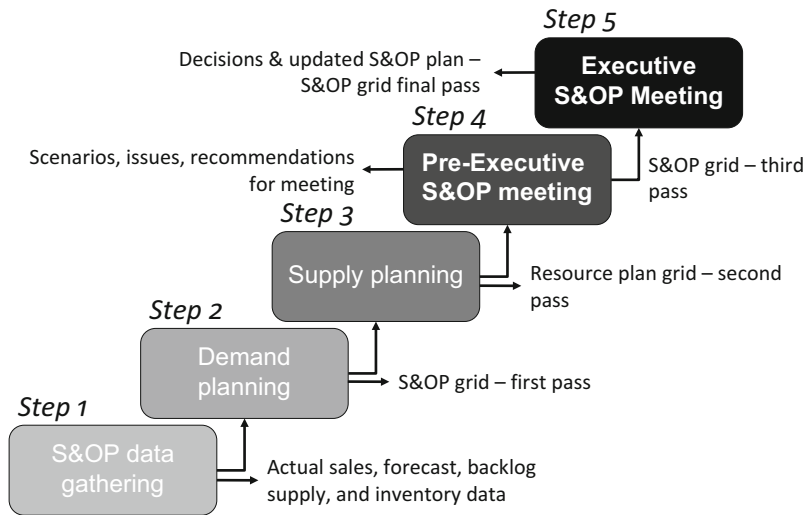 Step 5
Decisions & updated S&OP plan –
S&OP grid final pass
Executive
S&OP Meeting
Step 4
Scenarios, issues, recommendations
for meeting
Pre-Executive
S&OP meeting
S&OP grid – third
pass
Step 3
Supply planning
Resource plan grid – second
pass
Step 2
Demand
planning
S&OP grid – first pass
Step 1
S&OP data
gathering
Actual sales, forecast, backlog
supply, and inventory data